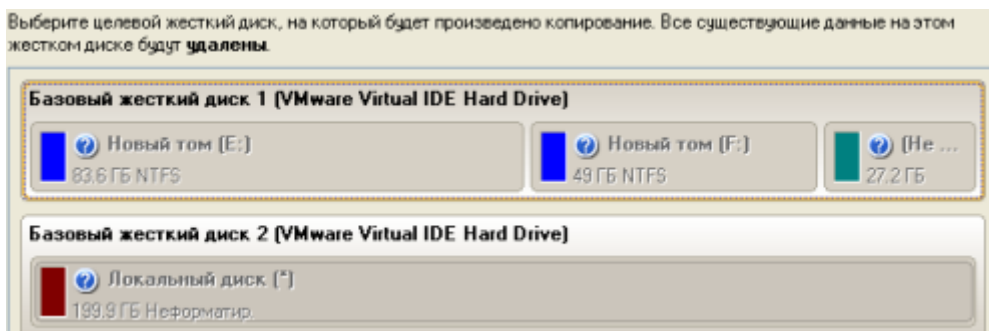 Выберите целевой жесткий диск, на который будет произведено копирование. Все существующие данные на этом
жестком диске будут удалены.
Базовый жесткий диск 1 (VMware Virtual IDE Hard Drive)
Новый том (E:)
83.6 ГБ NTFS
Новый том (F:)
49 ГБ NTFS
(Не ...
27.2 ГБ
Базовый жесткий диск 2 (VMware Virtual IDE Hard Drive)
Локальный диск (*)
199.9 ГБ Неформатир.